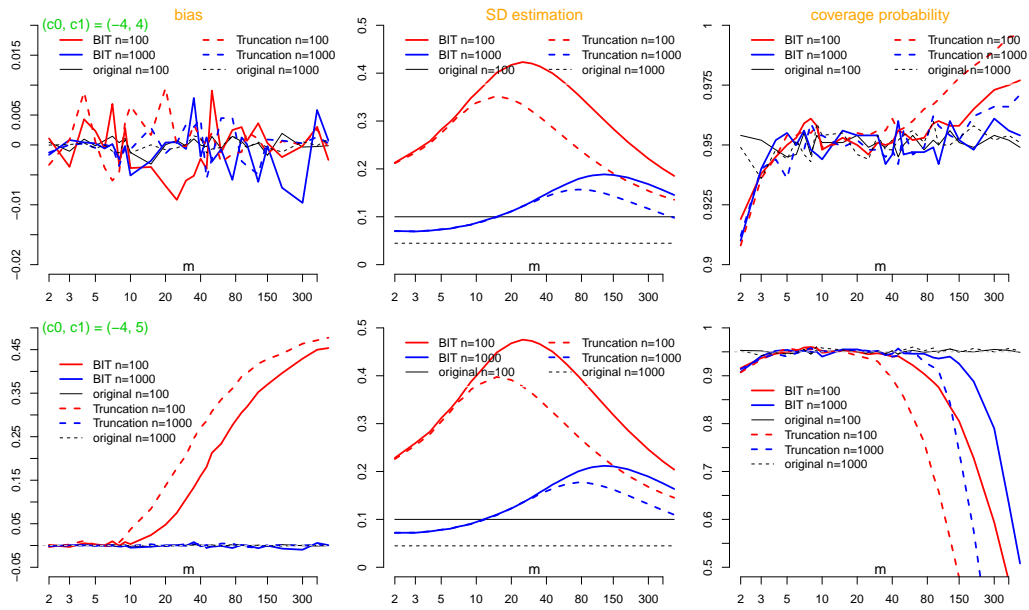 bias
SD estimation
coverage probability
(c0, c1) = (−4, 4)
BIT n=100
BIT n=1000
original n=100
Truncation n=100
Truncation n=1000
original n=1000
0.015
0.005
0
−0.01
−0.02
m
2 3 5 10 20 40 80 150 300
BIT n=100
BIT n=1000
original n=100
Truncation n=100
Truncation n=1000
original n=1000
0.5
0.4
0.3
0.2
0.1
0
m
2 3 5 10 20 40 80 150 300
BIT n=100
BIT n=1000
original n=100
Truncation n=100
Truncation n=1000
original n=1000
1
0.975
0.95
0.925
0.9
m
2 3 5 10 20 40 80 150 300
(c0, c1) = (−4, 5)
BIT n=100
BIT n=1000
original n=100
Truncation n=100
Truncation n=1000
original n=1000
0.45
0.35
0.25
0.15
0.05
−0.05
m
2 3 5 10 20 40 80 150 300
BIT n=100
BIT n=1000
original n=100
Truncation n=100
Truncation n=1000
original n=1000
0.5
0.4
0.3
0.2
0.1
0
m
2 3 5 10 20 40 80 150 300
BIT n=100
BIT n=1000
original n=100
Truncation n=100
Truncation n=1000
original n=1000
1
0.9
0.8
0.7
0.6
0.5
m
2 3 5 10 20 40 80 150 300